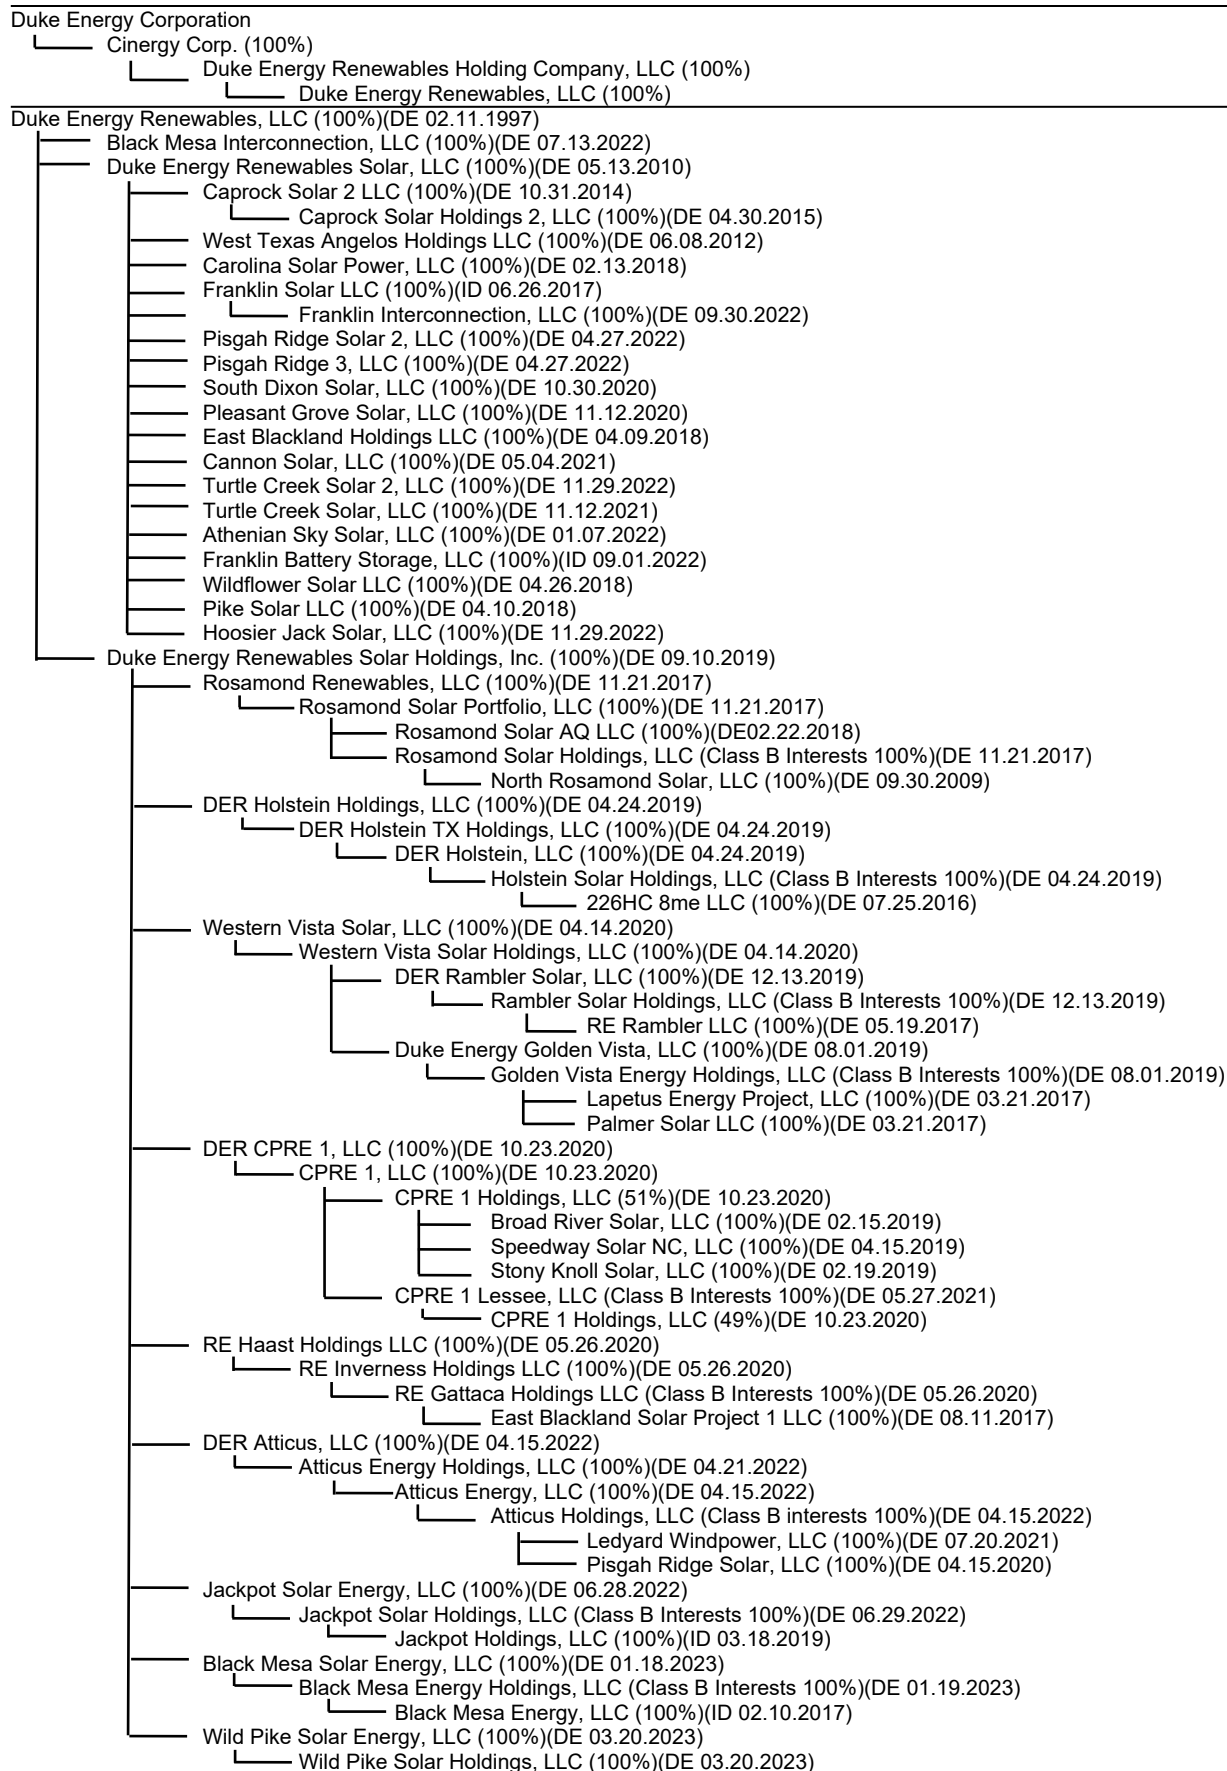 Duke Energy Corporation
Cinergy Corp. (100%)
Duke Energy Renewables Holding Company, LLC (100%)
Duke Energy Renewables, LLC (100%)
Duke Energy Renewables, LLC (100%)(DE 02.11.1997)
Black Mesa Interconnection, LLC (100%)(DE 07.13.2022)
Duke Energy Renewables Solar, LLC (100%)(DE 05.13.2010)
Caprock Solar 2 LLC (100%)(DE 10.31.2014)
Caprock Solar Holdings 2, LLC (100%)(DE 04.30.2015)
West Texas Angelos Holdings LLC (100%)(DE 06.08.2012)
Carolina Solar Power, LLC (100%)(DE 02.13.2018)
Franklin Solar LLC (100%)(ID 06.26.2017)
Franklin Interconnection, LLC (100%)(DE 09.30.2022)
Pisgah Ridge Solar 2, LLC (100%)(DE 04.27.2022)
Pisgah Ridge 3, LLC (100%)(DE 04.27.2022)
South Dixon Solar, LLC (100%)(DE 10.30.2020)
Pleasant Grove Solar, LLC (100%)(DE 11.12.2020)
East Blackland Holdings LLC (100%)(DE 04.09.2018)
Cannon Solar, LLC (100%)(DE 05.04.2021)
Turtle Creek Solar 2, LLC (100%)(DE 11.29.2022)
Turtle Creek Solar, LLC (100%)(DE 11.12.2021)
Athenian Sky Solar, LLC (100%)(DE 01.07.2022)
Franklin Battery Storage, LLC (100%)(ID 09.01.2022)
Wildflower Solar LLC (100%)(DE 04.26.2018)
Pike Solar LLC (100%)(DE 04.10.2018)
Hoosier Jack Solar, LLC (100%)(DE 11.29.2022)
Duke Energy Renewables Solar Holdings, Inc. (100%)(DE 09.10.2019)
Rosamond Renewables, LLC (100%)(DE 11.21.2017)
Rosamond Solar Portfolio, LLC (100%)(DE 11.21.2017)
Rosamond Solar AQ LLC (100%)(DE02.22.2018)
Rosamond Solar Holdings, LLC (Class B Interests 100%)(DE 11.21.2017)
North Rosamond Solar, LLC (100%)(DE 09.30.2009)
DER Holstein Holdings, LLC (100%)(DE 04.24.2019)
DER Holstein TX Holdings, LLC (100%)(DE 04.24.2019)
DER Holstein, LLC (100%)(DE 04.24.2019)
Holstein Solar Holdings, LLC (Class B Interests 100%)(DE 04.24.2019)
226HC 8me LLC (100%)(DE 07.25.2016)
Western Vista Solar, LLC (100%)(DE 04.14.2020)
Western Vista Solar Holdings, LLC (100%)(DE 04.14.2020)
DER Rambler Solar, LLC (100%)(DE 12.13.2019)
Rambler Solar Holdings, LLC (Class B Interests 100%)(DE 12.13.2019)
RE Rambler LLC (100%)(DE 05.19.2017)
Duke Energy Golden Vista, LLC (100%)(DE 08.01.2019)
Golden Vista Energy Holdings, LLC (Class B Interests 100%)(DE 08.01.2019)
Lapetus Energy Project, LLC (100%)(DE 03.21.2017)
Palmer Solar LLC (100%)(DE 03.21.2017)
DER CPRE 1, LLC (100%)(DE 10.23.2020)
CPRE 1, LLC (100%)(DE 10.23.2020)
CPRE 1 Holdings, LLC (51%)(DE 10.23.2020)
Broad River Solar, LLC (100%)(DE 02.15.2019)
Speedway Solar NC, LLC (100%)(DE 04.15.2019)
Stony Knoll Solar, LLC (100%)(DE 02.19.2019)
CPRE 1 Lessee, LLC (Class B Interests 100%)(DE 05.27.2021)
CPRE 1 Holdings, LLC (49%)(DE 10.23.2020)
RE Haast Holdings LLC (100%)(DE 05.26.2020)
RE Inverness Holdings LLC (100%)(DE 05.26.2020)
RE Gattaca Holdings LLC (Class B Interests 100%)(DE 05.26.2020)
East Blackland Solar Project 1 LLC (100%)(DE 08.11.2017)
DER Atticus, LLC (100%)(DE 04.15.2022)
Atticus Energy Holdings, LLC (100%)(DE 04.21.2022)
Atticus Energy, LLC (100%)(DE 04.15.2022)
Atticus Holdings, LLC (Class B interests 100%)(DE 04.15.2022)
Ledyard Windpower, LLC (100%)(DE 07.20.2021)
Pisgah Ridge Solar, LLC (100%)(DE 04.15.2020)
Jackpot Solar Energy, LLC (100%)(DE 06.28.2022)
Jackpot Solar Holdings, LLC (Class B Interests 100%)(DE 06.29.2022)
Jackpot Holdings, LLC (100%)(ID 03.18.2019)
Black Mesa Solar Energy, LLC (100%)(DE 01.18.2023)
Black Mesa Energy Holdings, LLC (Class B Interests 100%)(DE 01.19.2023)
Black Mesa Energy, LLC (100%)(ID 02.10.2017)
Wild Pike Solar Energy, LLC (100%)(DE 03.20.2023)
Wild Pike Solar Holdings, LLC (100%)(DE 03.20.2023)